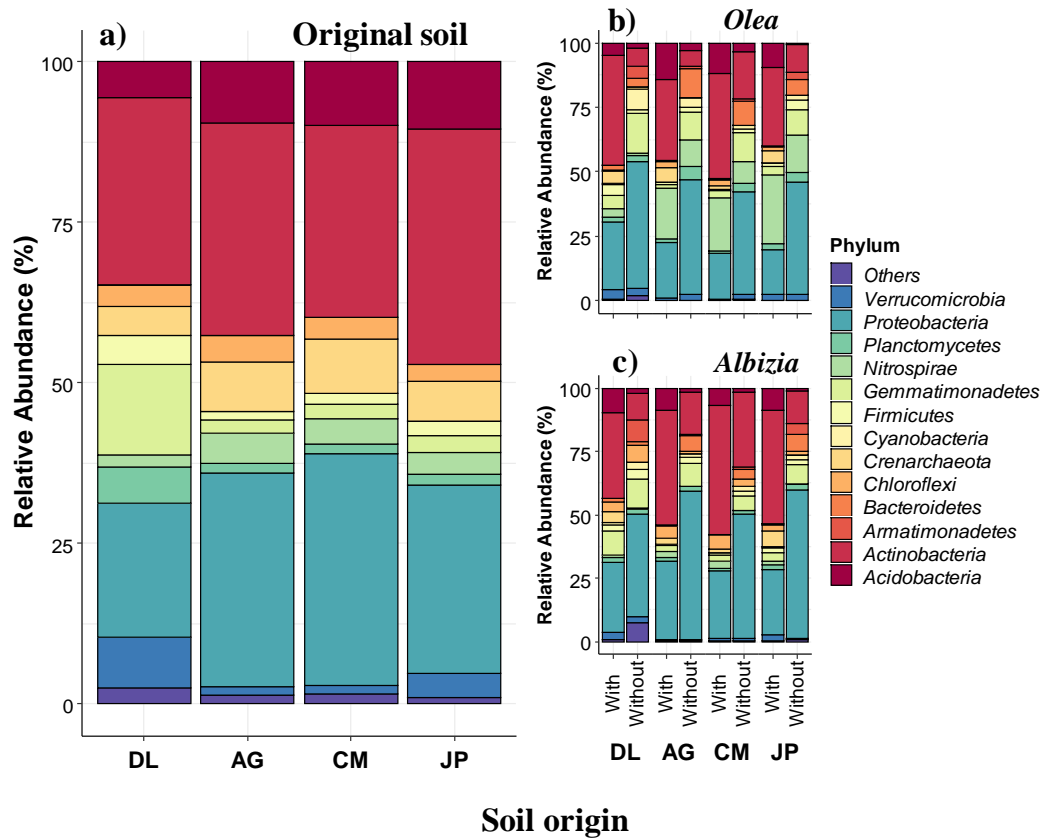 a)
Original soil
Relative Abundance (%)
100
75
50
25
0
DL
AG
CM
JP
b)
Olea
Relative Abundance (%)
100
75
50
25
0
c)
Albizia
Relative Abundance (%)
100
75
50
25
0
With
Without
With
Without
With
Without
With
Without
DL
AG
CM
JP
Phylum
Others
Verrucomicrobia
Proteobacteria
Planctomycetes
Nitrospirae
Gemmatimonadetes
Firmicutes
Cyanobacteria
Crenarchaeota
Chloroflexi
Bacteroidetes
Armatimonadetes
Actinobacteria
Acidobacteria
Soil origin